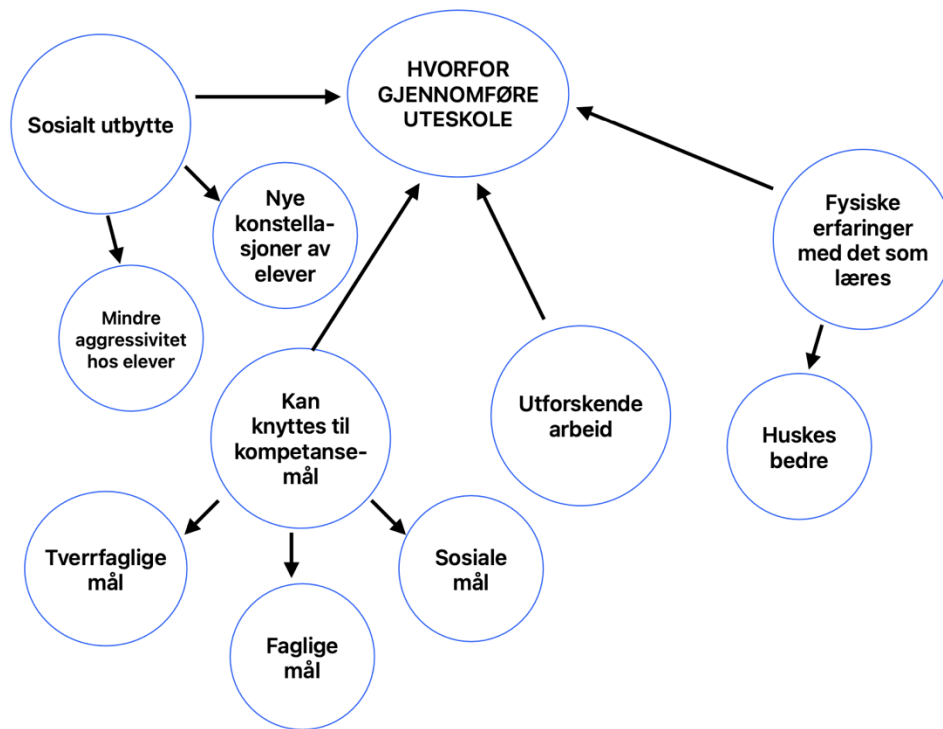 HVORFOR
GJENNOMFØRE
UTESKOLE
Sosialt utbytte
Nye
konstella-
sjoner av
elever
Mindre
aggressivitet
hos elever
Kan
knyttes til
kompetanse-
mål
Tverrfaglige
mål
Faglige
mål
Sosiale
mål
Utforskende
arbeid
Fysiske
erfaringer
med det som
læres
Huskes
bedre